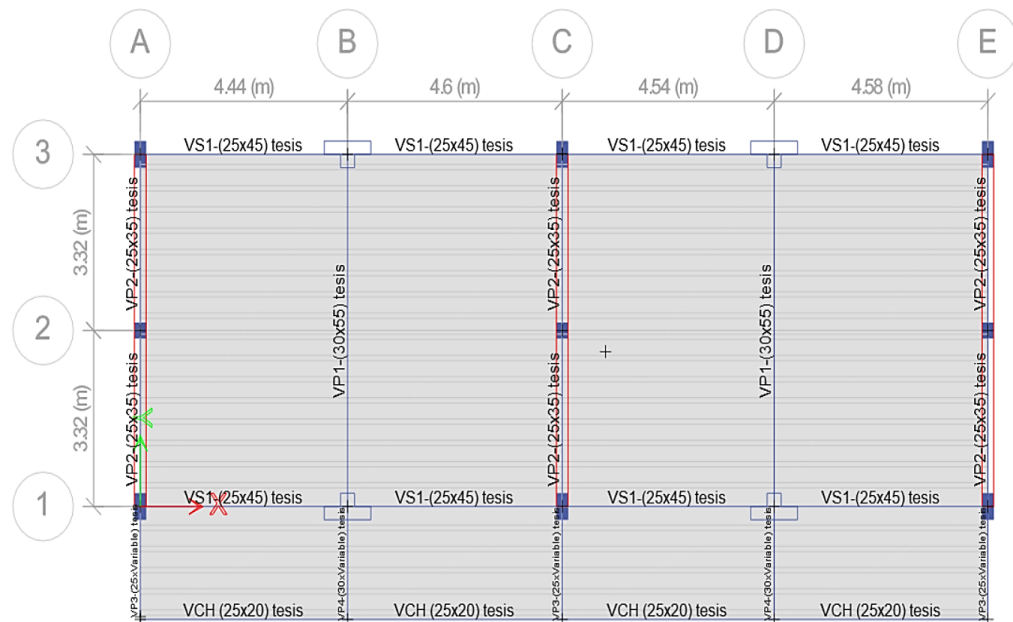 A B C D E
4.44 (m) 4.6 (m) 4.54 (m) 4.58 (m)
3
VS1-(25x45) tesis VS1-(25x45) tesis VS1-(25x45) tesis VS1-(25x45) tesis
3.32 (m)
VP2-(25x35) tesis
VP2-(25x35) tesis
VP2-(25x35) tesis
VP1-(30x55) tesis
VP1-(30x55) tesis
2
3.32 (m)
VP2-(25x35) tesis
VP2-(25x35) tesis
VP2-(25x35) tesis
1
VS1-(25x45) tesis VS1-(25x45) tesis VS1-(25x45) tesis VS1-(25x45) tesis
X
VP3-(25xVariable) tesis
VP4-(30xVariable) tesis
VP3-(25xVariable) tesis
VP4-(30xVariable) tesis
VP3-(25xVariable) tesis
VCH (25x20) tesis VCH (25x20) tesis VCH (25x20) tesis VCH (25x20) tesis